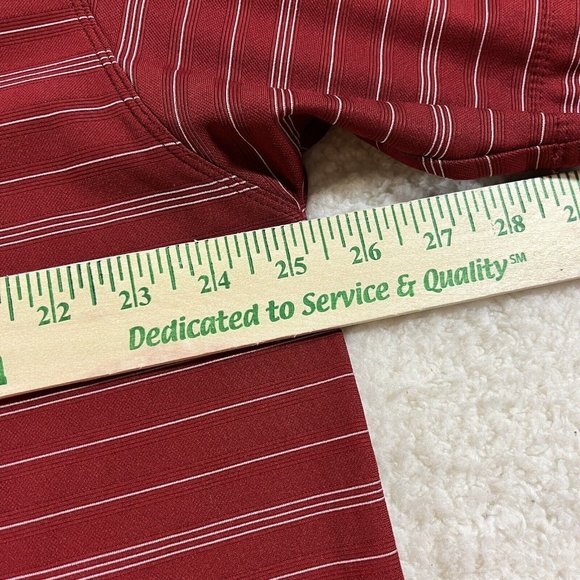 22 23 24 25 26 27 28
Dedicated to Service & Quality℠